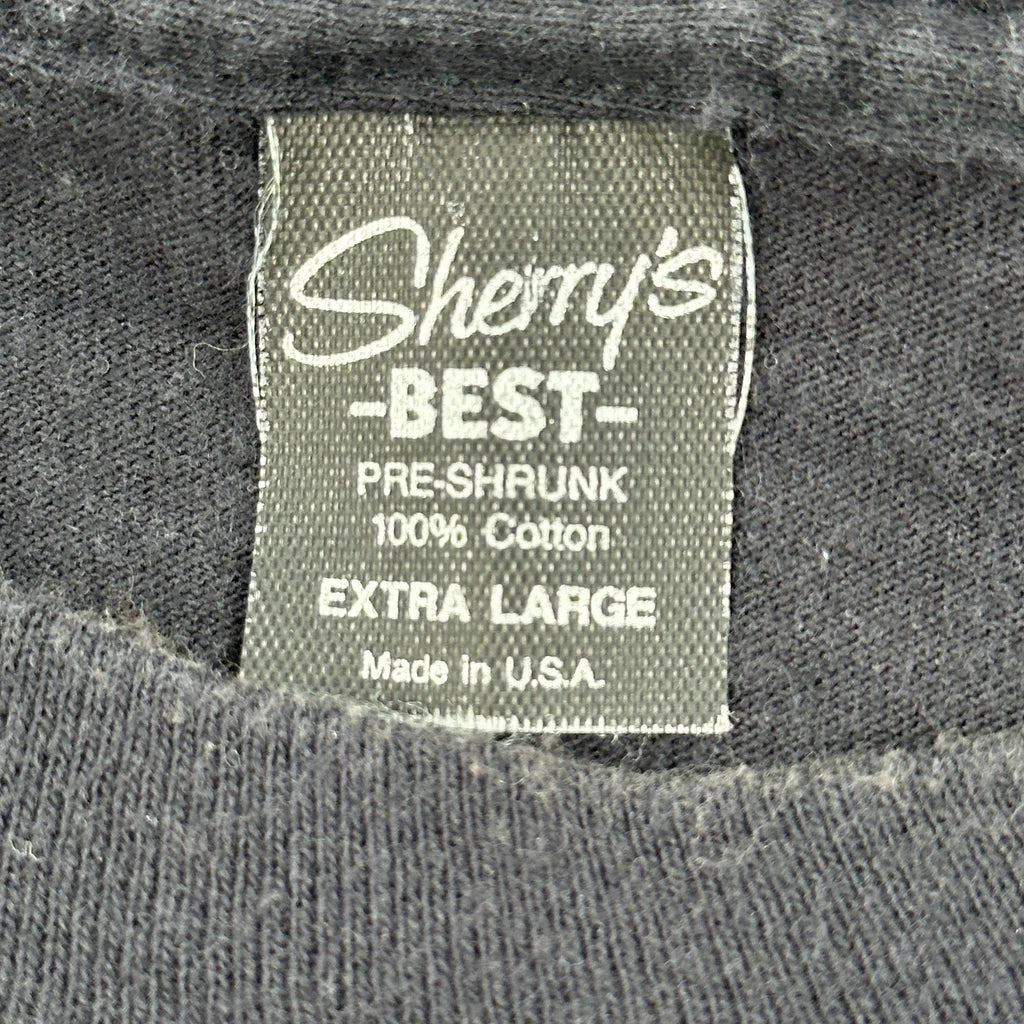 Sherry's
-BEST-
PRE-SHRUNK
100% Cotton
EXTRA LARGE
Made in U.S.A.